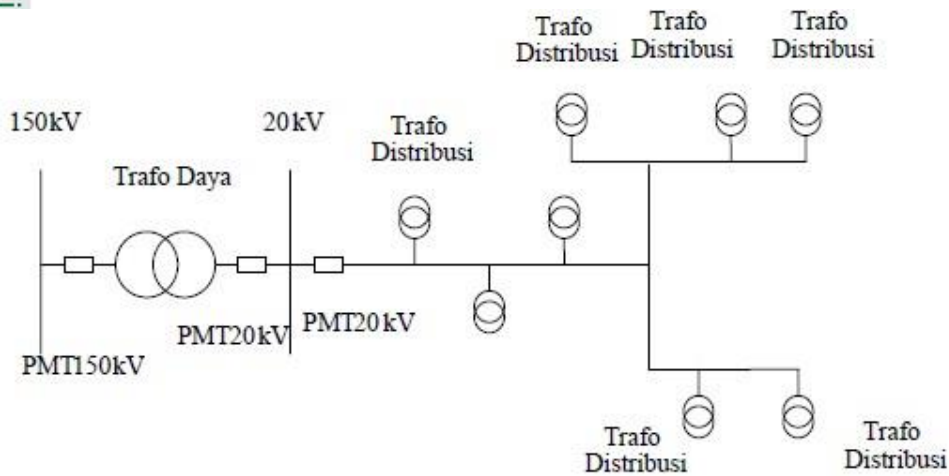 Trafo
Distribusi
Trafo
Distribusi
Trafo
Distribusi
150kV
20kV
Trafo
Distribusi
Trafo Daya
PMT20kV
PMT20kV
PMT150kV
Trafo
Distribusi
Trafo
Distribusi